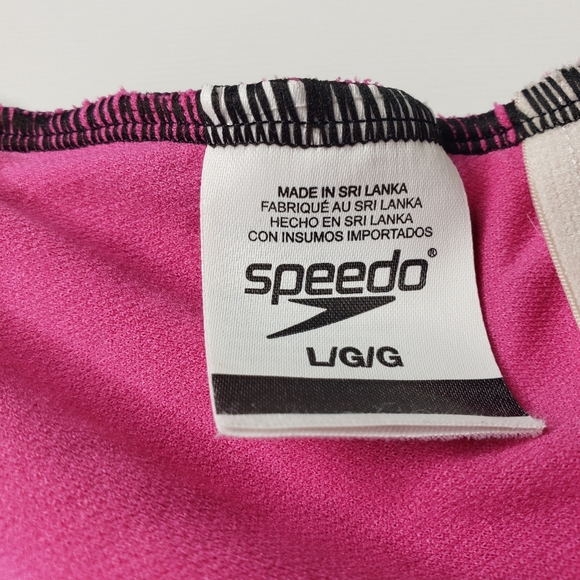 MADE IN SRI LANKA
FABRIQUÉ AU SRI LANKA
HECHO EN SRI LANKA
CON INSUMOS IMPORTADOS
speedo®
L/G/G